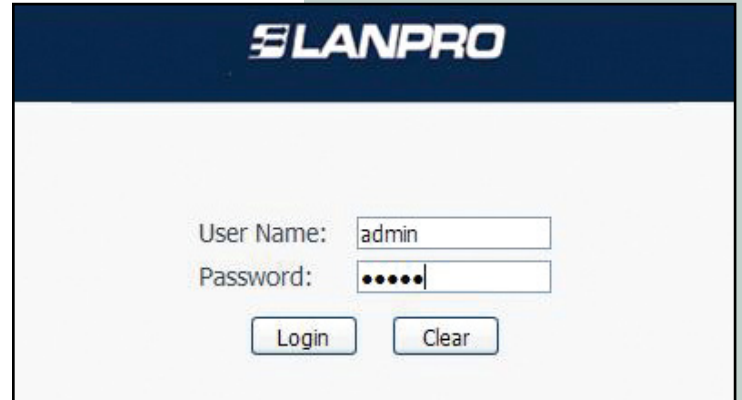 LANPRO
User Name: admin
Password: •••••
Login Clear